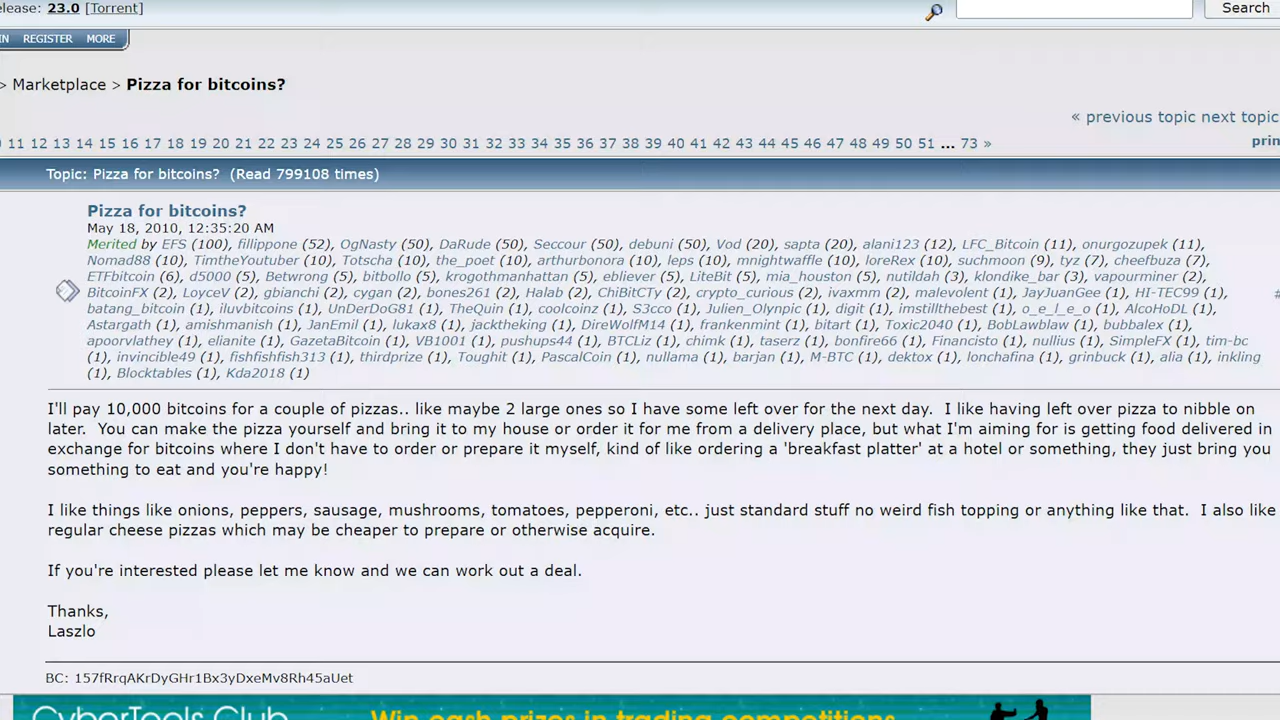 elease: 23.0 [Torrent]
Search
IN REGISTER MORE
> Marketplace > Pizza for bitcoins?
« previous topic next topic
11 12 13 14 15 16 17 18 19 20 21 22 23 24 25 26 27 28 29 30 31 32 33 34 35 36 37 38 39 40 41 42 43 44 45 46 47 48 49 50 51 ... 73 »
prin
Topic: Pizza for bitcoins? (Read 799108 times)
Pizza for bitcoins?
May 18, 2010, 12:35:20 AM
Merited by EFS (100), fillippone (52), OgNasty (50), DaRude (50), Seccour (50), debuni (50), Vod (20), sapta (20), alani123 (12), LFC_Bitcoin (11), onurgozupek (11),
Nomad88 (10), TimtheYoutuber (10), Totscha (10), the_poet (10), arthurbonora (10), leps (10), mnightwaffle (10), loreRex (10), suchmoon (9), tyz (7), cheefbuza (7),
ETFbitcoin (6), d5000 (5), Betwrong (5), bitbollo (5), krogothmanhattan (5), ebliever (5), LiteBit (5), mia_houston (5), nutildah (3), klondike_bar (3), vapourminer (2),
BitcoinFX (2), LoyceV (2), gbianchi (2), cygan (2), bones261 (2), Halab (2), ChiBitCTy (2), crypto_curious (2), ivaxmm (2), malevolent (1), JayJuanGee (1), HI-TEC99 (1),
batang_bitcoin (1), iluvbitcoins (1), UnDerDoG81 (1), TheQuin (1), coolcoinz (1), S3cco (1), Julien_Olynpic (1), digit (1), imstillthebest (1), o_e_l_e_o (1), AlcoHoDL (1),
Astargath (1), amishmanish (1), JanEmil (1), lukax8 (1), jacktheking (1), DireWolfM14 (1), frankenmint (1), bitart (1), Toxic2040 (1), BobLawblaw (1), bubbalex (1),
apoorvlathey (1), elianite (1), GazetaBitcoin (1), VB1001 (1), pushups44 (1), BTCLiz (1), chimk (1), taserz (1), bonfire66 (1), Financisto (1), nullius (1), SimpleFX (1), tim-bc
(1), invincible49 (1), fishfishfish313 (1), thirdprize (1), Toughit (1), PascalCoin (1), nullama (1), barjan (1), M-BTC (1), dektox (1), lonchafina (1), grinbuck (1), alia (1), inkling
(1), Blocktables (1), Kda2018 (1)
I'll pay 10,000 bitcoins for a couple of pizzas.. like maybe 2 large ones so I have some left over for the next day. I like having left over pizza to nibble on
later. You can make the pizza yourself and bring it to my house or order it for me from a delivery place, but what I'm aiming for is getting food delivered in
exchange for bitcoins where I don't have to order or prepare it myself, kind of like ordering a 'breakfast platter' at a hotel or something, they just bring you
something to eat and you're happy!
I like things like onions, peppers, sausage, mushrooms, tomatoes, pepperoni, etc.. just standard stuff no weird fish topping or anything like that. I also like
regular cheese pizzas which may be cheaper to prepare or otherwise acquire.
If you're interested please let me know and we can work out a deal.
Thanks,
Laszlo
BC: 157fRrqAKrDyGHr1Bx3yDxeMv8Rh45aUet
CyberTools Club
Win cash prizes in trading competitions